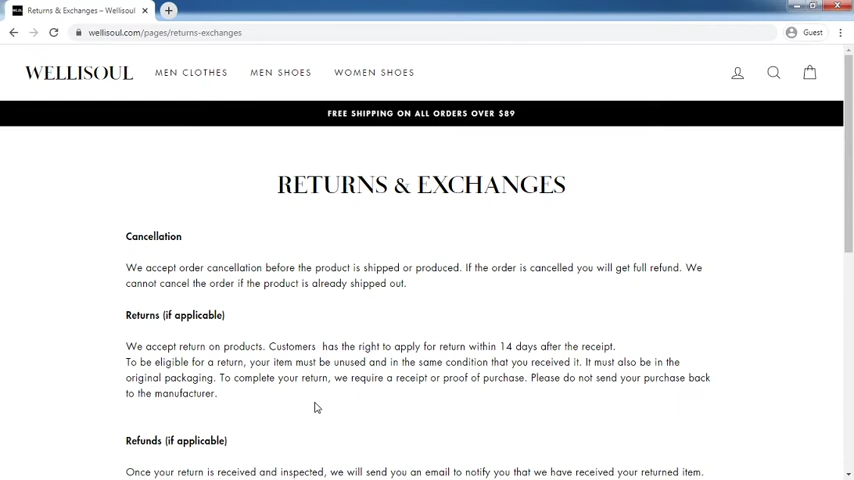 Returns & Exchanges – Wellisoul
wellisoul.com/pages/returns-exchanges
Guest
WELLISOUL MEN CLOTHES MEN SHOES WOMEN SHOES
FREE SHIPPING ON ALL ORDERS OVER $89
RETURNS & EXCHANGES
Cancellation
We accept order cancellation before the product is shipped or produced. If the order is cancelled you will get full refund. We
cannot cancel the order if the product is already shipped out.
Returns (if applicable)
We accept return on products. Customers  has the right to apply for return within 14 days after the receipt.
To be eligible for a return, your item must be unused and in the same condition that you received it. It must also be in the
original packaging. To complete your return, we require a receipt or proof of purchase. Please do not send your purchase back
to the manufacturer.
Refunds (if applicable)
Once your return is received and inspected, we will send you an email to notify you that we have received your returned item.